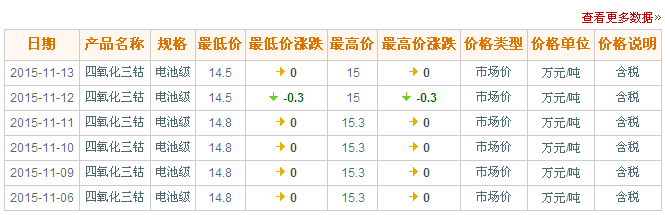 查看更多数据»
日期 产品名称 规格 最低价 最低价涨跌 最高价 最高价涨跌 价格类型 价格单位 价格说明
2015-11-13 四氧化三钴 电池级 14.5 → 0 15 → 0 市场价 万元/吨 含税
2015-11-12 四氧化三钴 电池级 14.5 ↓ -0.3 15 ↓ -0.3 市场价 万元/吨 含税
2015-11-11 四氧化三钴 电池级 14.8 → 0 15.3 → 0 市场价 万元/吨 含税
2015-11-10 四氧化三钴 电池级 14.8 → 0 15.3 → 0 市场价 万元/吨 含税
2015-11-09 四氧化三钴 电池级 14.8 → 0 15.3 → 0 市场价 万元/吨 含税
2015-11-06 四氧化三钴 电池级 14.8 → 0 15.3 → 0 市场价 万元/吨 含税